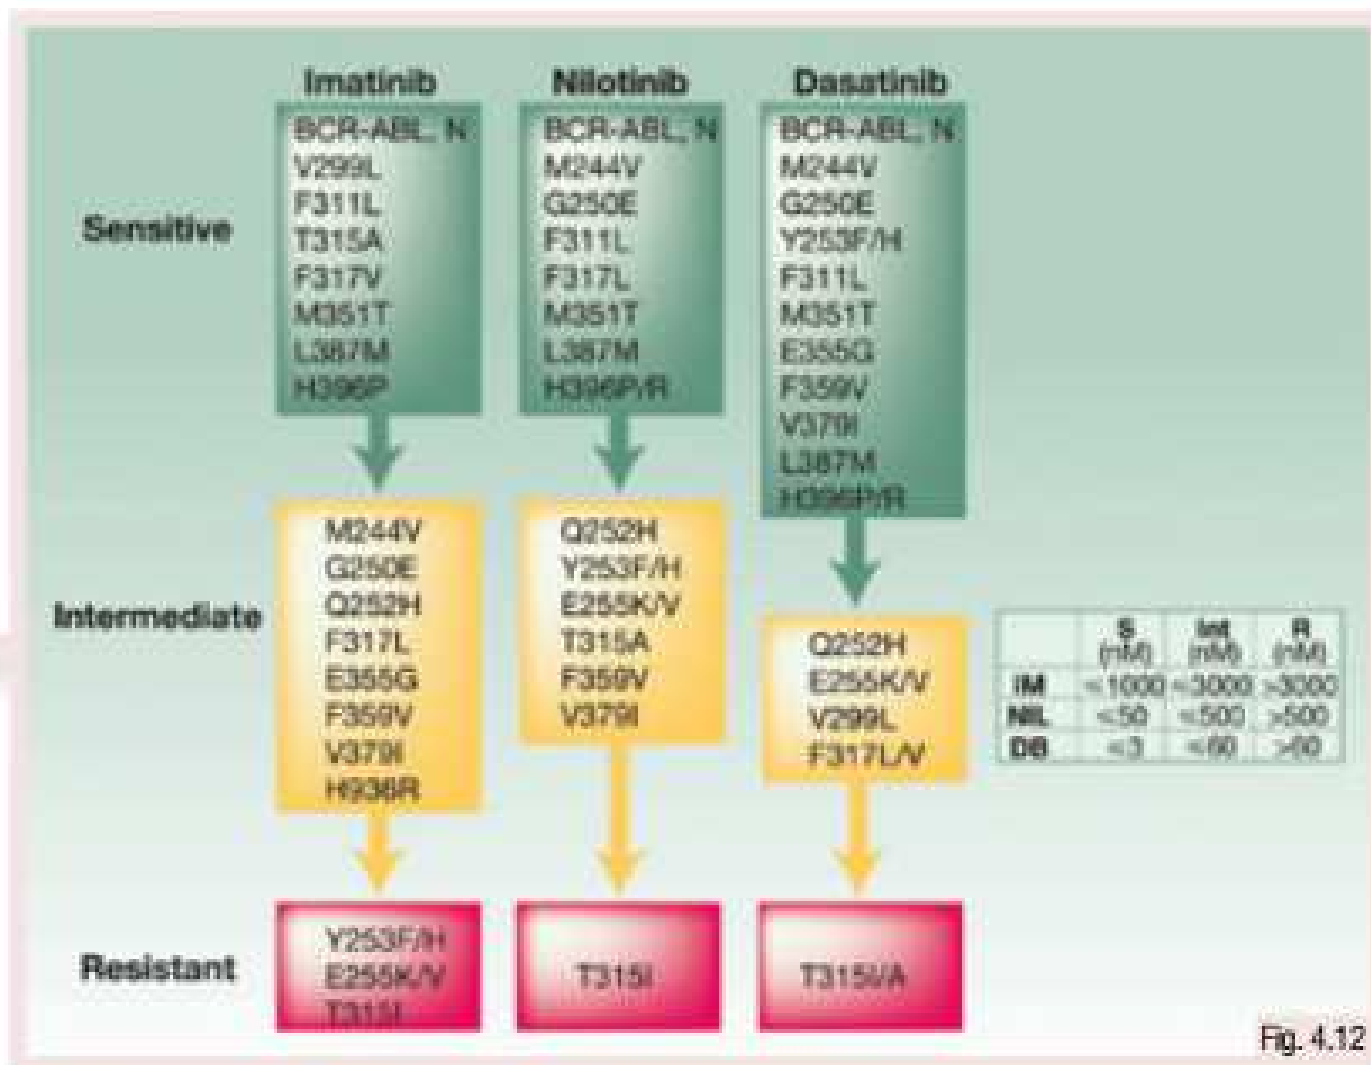 Imatinib
BCR-ABL, N
V299L
F311L
T315A
F317V
M351T
L387M
H396P
Nilotinib
BCR-ABL, N
M244V
G250E
F311L
F317L
M351T
L387M
H396P/R
Dasatinib
BCR-ABL, N
M244V
G250E
Y253F/H
F311L
M351T
E355G
F359V
V379I
L387M
H396P/R
Sensitive
Intermediate
M244V
G250E
Q252H
F317L
E355G
F359V
V379I
H936R
Q252H
Y253F/H
E255K/V
T315A
F359V
V379I
Q252H
E255K/V
V299L
F317L/V
S Int R
(nM) (nM) (nM)
IM ≤1000 ≤3000 >3000
NIL ≤50 ≤500 >500
DB ≤3 ≤60 >60
Resistant
Y253F/H
E255K/V
T315I
T315I
T315I/A
Fig. 4.12